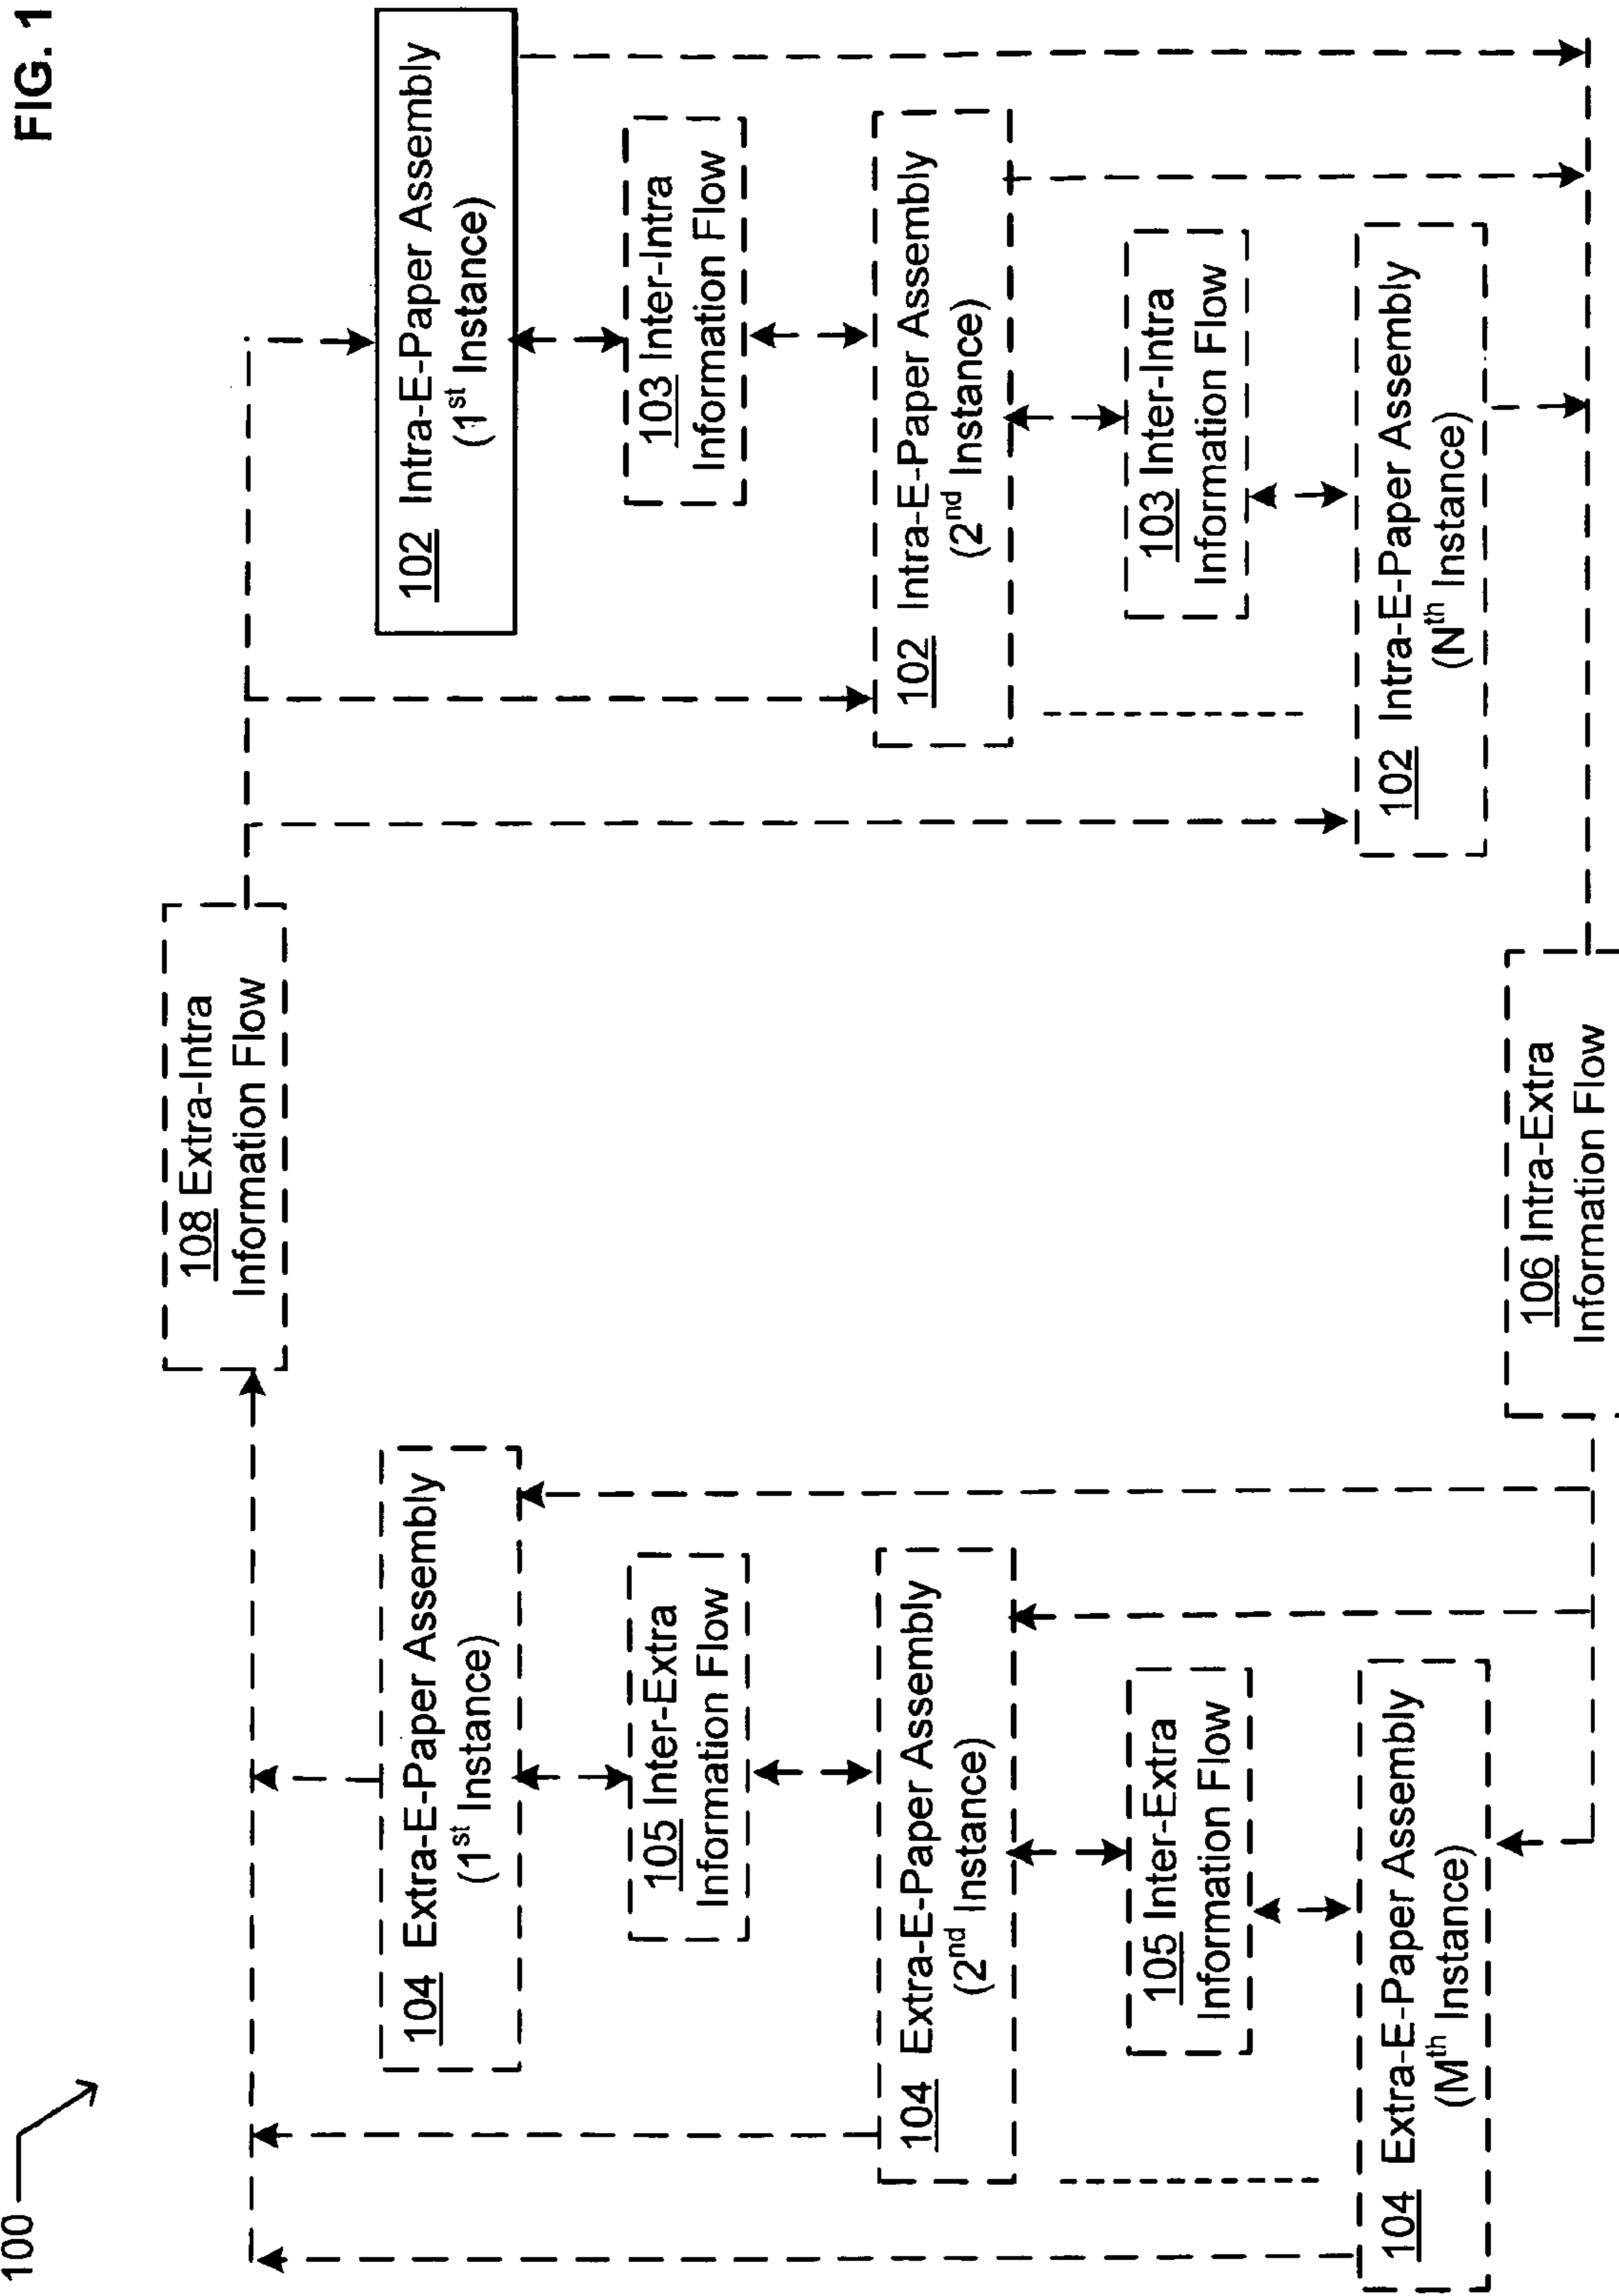 FIG. 1
100
108 Extra-Intra
Information Flow
104 Extra-E-Paper Assembly
(1st Instance)
105 Inter-Extra
Information Flow
104 Extra-E-Paper Assembly
(2nd Instance)
105 Inter-Extra
Information Flow
104 Extra-E-Paper Assembly
(Mth Instance)
102 Intra-E-Paper Assembly
(1st Instance)
103 Inter-Intra
Information Flow
102 Intra-E-Paper Assembly
(2nd Instance)
103 Inter-Intra
Information Flow
102 Intra-E-Paper Assembly
(Nth Instance)
106 Intra-Extra
Information Flow